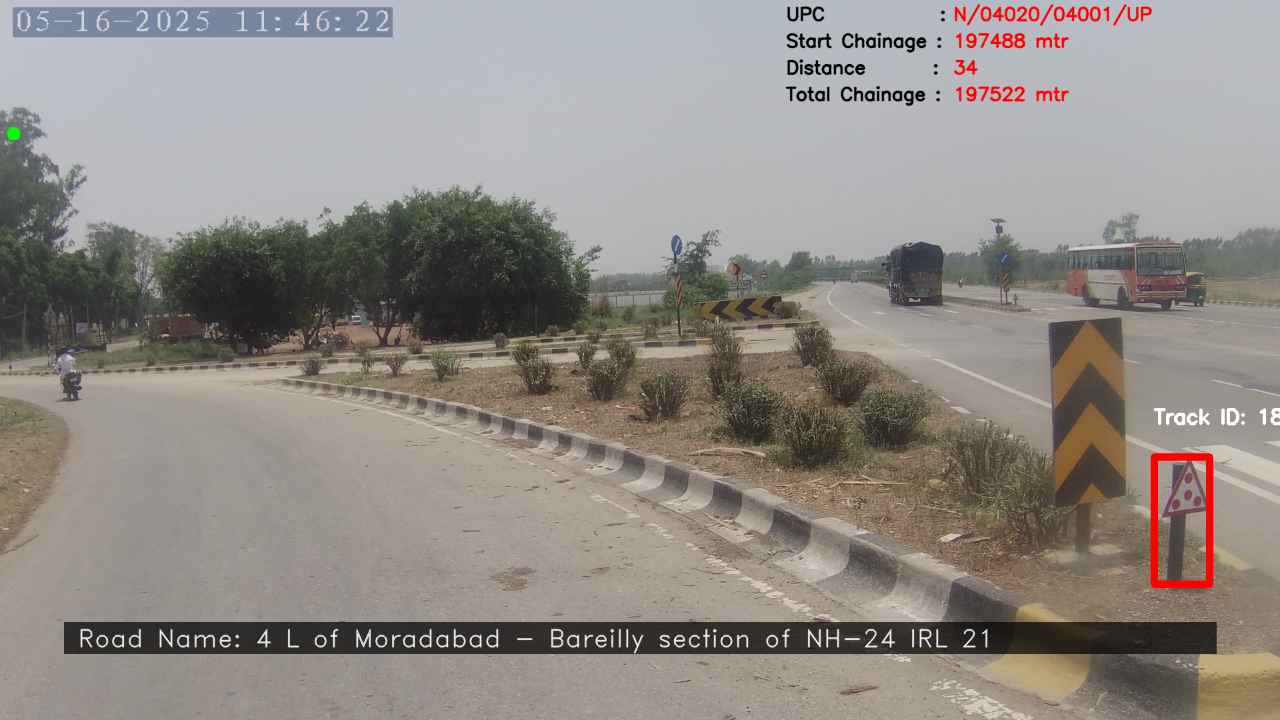 05-16-2025 11:46:22
UPC : N/04020/04001/UP
Start Chainage : 197488 mtr
Distance : 34
Total Chainage : 197522 mtr
Track ID: 18
Road Name: 4 L of Moradabad - Bareilly section of NH-24 IRL 21